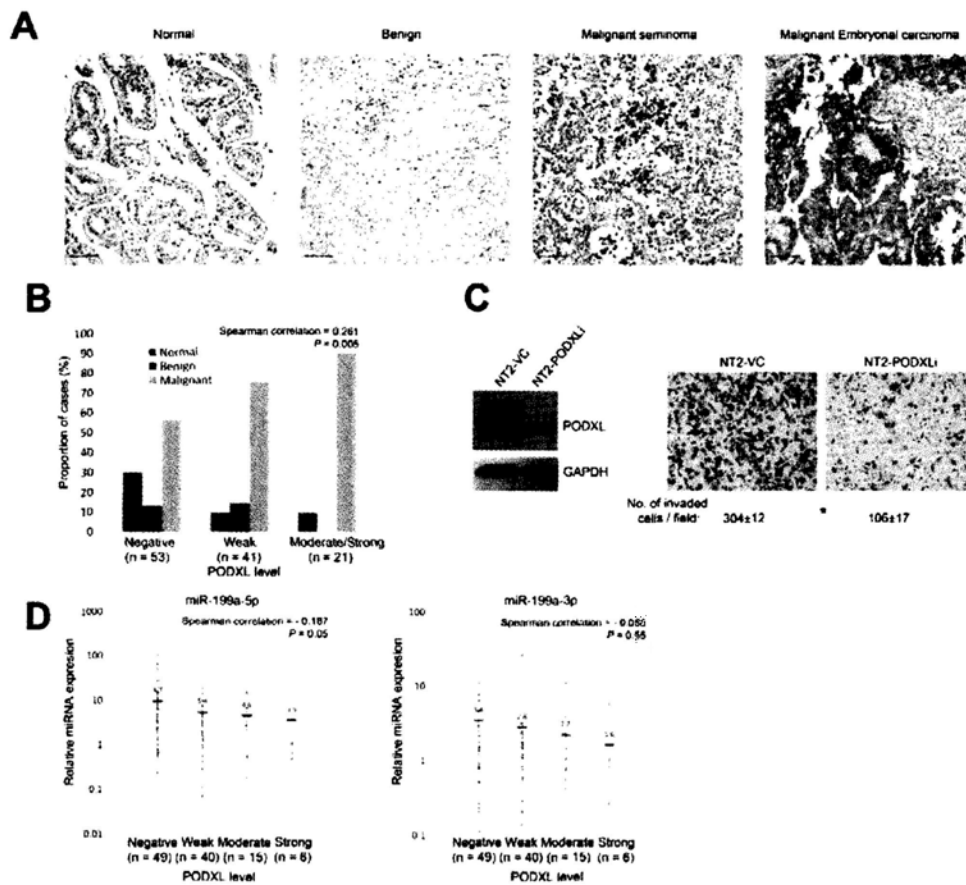 A
Normal
Benign
Malignant seminoma
Malignant Embryonal carcinoma
B
Spearman correlation = 0.261
P = 0.005
Normal
Benign
Malignant
Proportion of cases (%)
100
90
80
70
60
50
40
30
20
10
0
Negative
Weak
Moderate/Strong
(n = 53)
(n = 41)
(n = 21)
PODXL level
C
NT2-VC
NT2-PODXLi
PODXL
GAPDH
NT2-VC
NT2-PODXLi
No. of invaded
cells / field:
304±12
*
106±17
D
miR-199a-5p
Spearman correlation = - 0.187
P = 0.05
Relative miRNA expresion
1000
100
10
1
0.1
0.01
Negative Weak Moderate Strong
(n = 49) (n = 40) (n = 15) (n = 6)
PODXL level
miR-199a-3p
Spearman correlation =
Relative miRNA expresion
100
10
1
0.1
Negative Weak Moderate Strong
(n = 49) (n = 40) (n = 15) (n = 6)
PODXL level